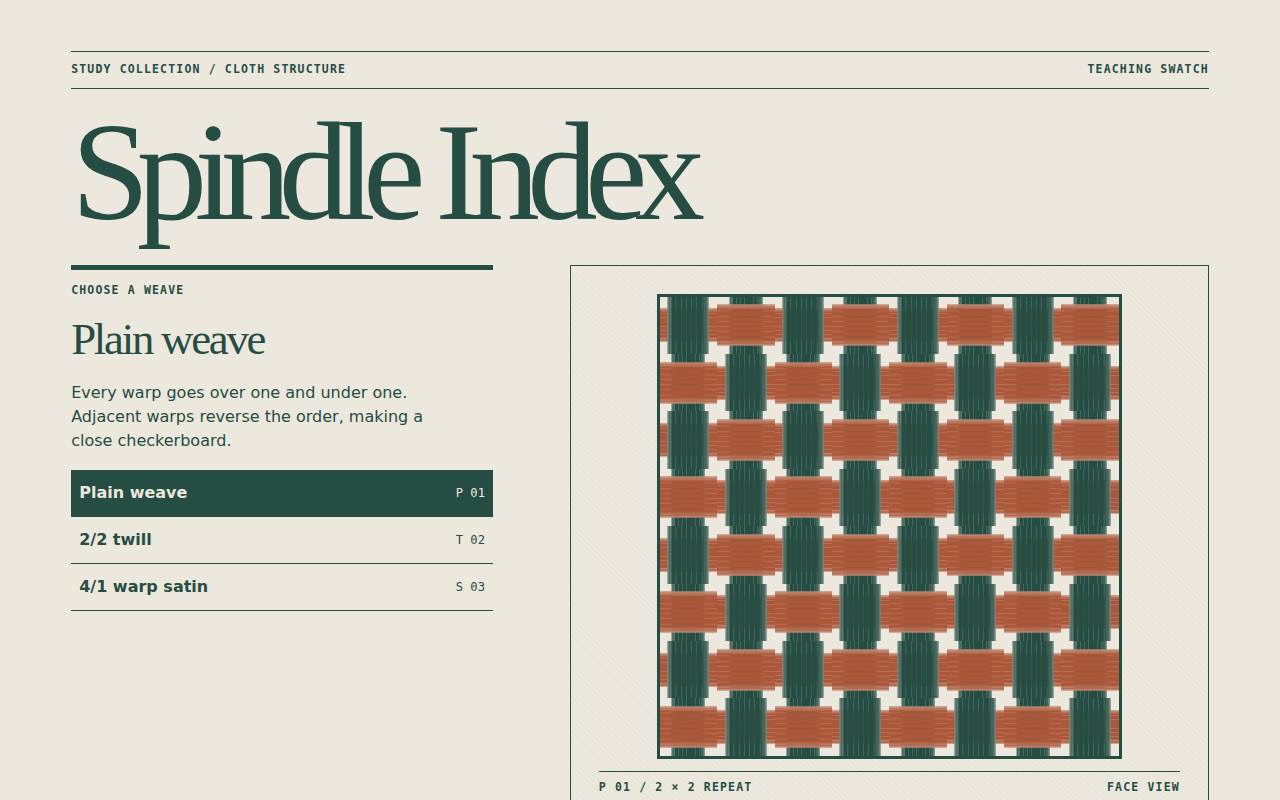 STUDY COLLECTION / CLOTH STRUCTURE
TEACHING SWATCH
Spindle Index
CHOOSE A WEAVE
Plain weave
Every warp goes over one and under one.
Adjacent warps reverse the order, making a
close checkerboard.
Plain weave P 01
2/2 twill T 02
4/1 warp satin S 03
P 01 / 2 × 2 REPEAT
FACE VIEW